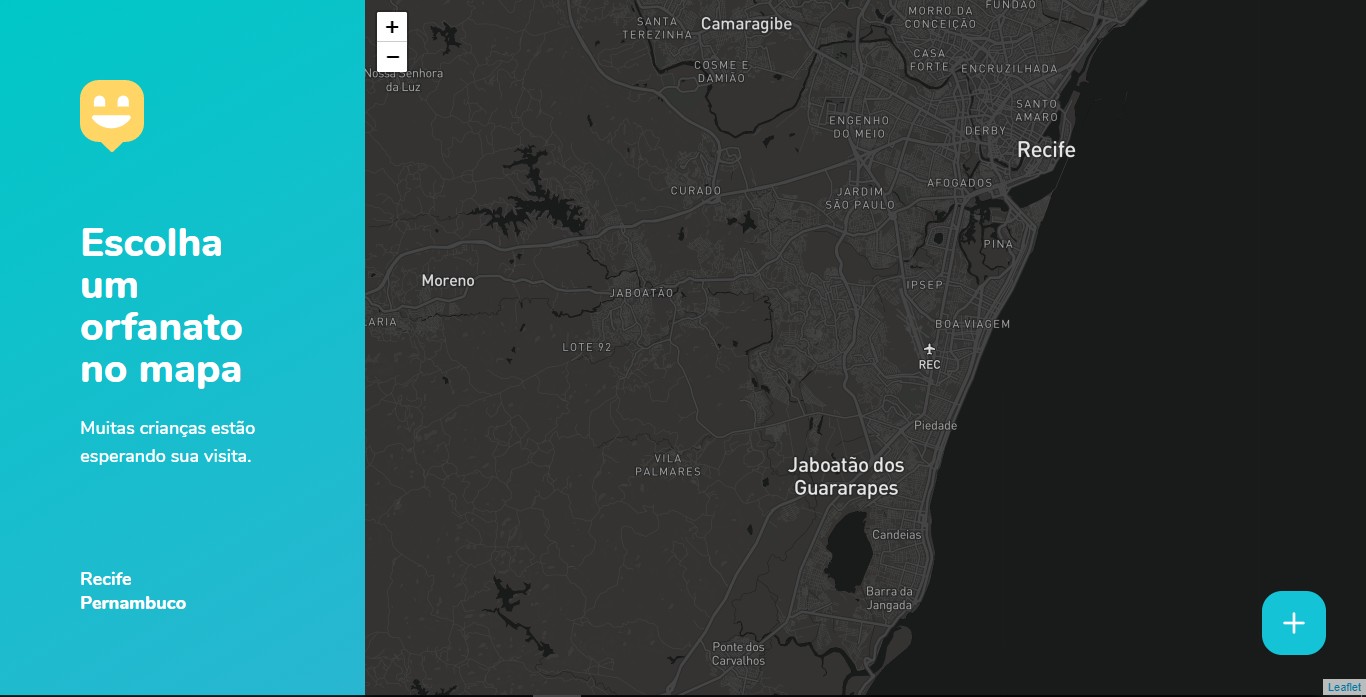 Escolha
um
orfanato
no mapa
Muitas crianças estão
esperando sua visita.
Recife
Pernambuco
+
−
Nossa Senhora
da Luz
SANTA
TEREZINHA
Camaragibe
MORRO DA
CONCEIÇÃO
FUNDÃO
COSME E
DAMIÃO
CASA
FORTE
ENCRUZILHADA
SANTO
AMARO
ENGENHO
DO MEIO
DERBY
Recife
CURADO
JARDIM
SÃO PAULO
AFOGADOS
PINA
Moreno
JABOATÃO
IPSEP
LARIA
BOA VIAGEM
LOTE 92
REC
Piedade
VILA
PALMARES
Jaboatão dos
Guararapes
Candeias
Barra da
Jangada
Ponte dos
Carvalhos
+
Leaflet